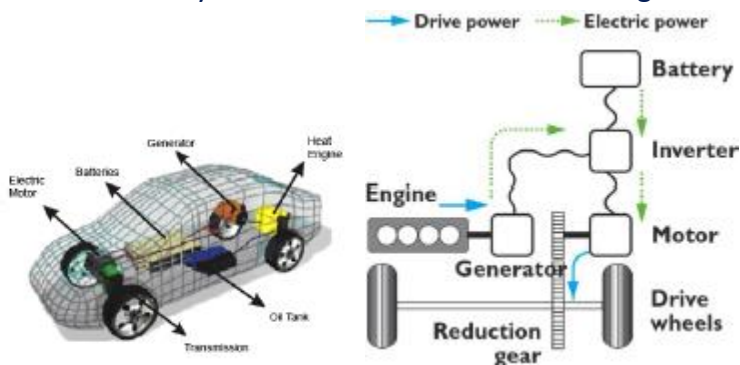 Drive power
Electric power
Battery
Inverter
Engine
Motor
Generator
Drive
wheels
Reduction
gear
Generator
Heat
Engine
Batteries
Electric
Motor
Oil Tank
Transmission